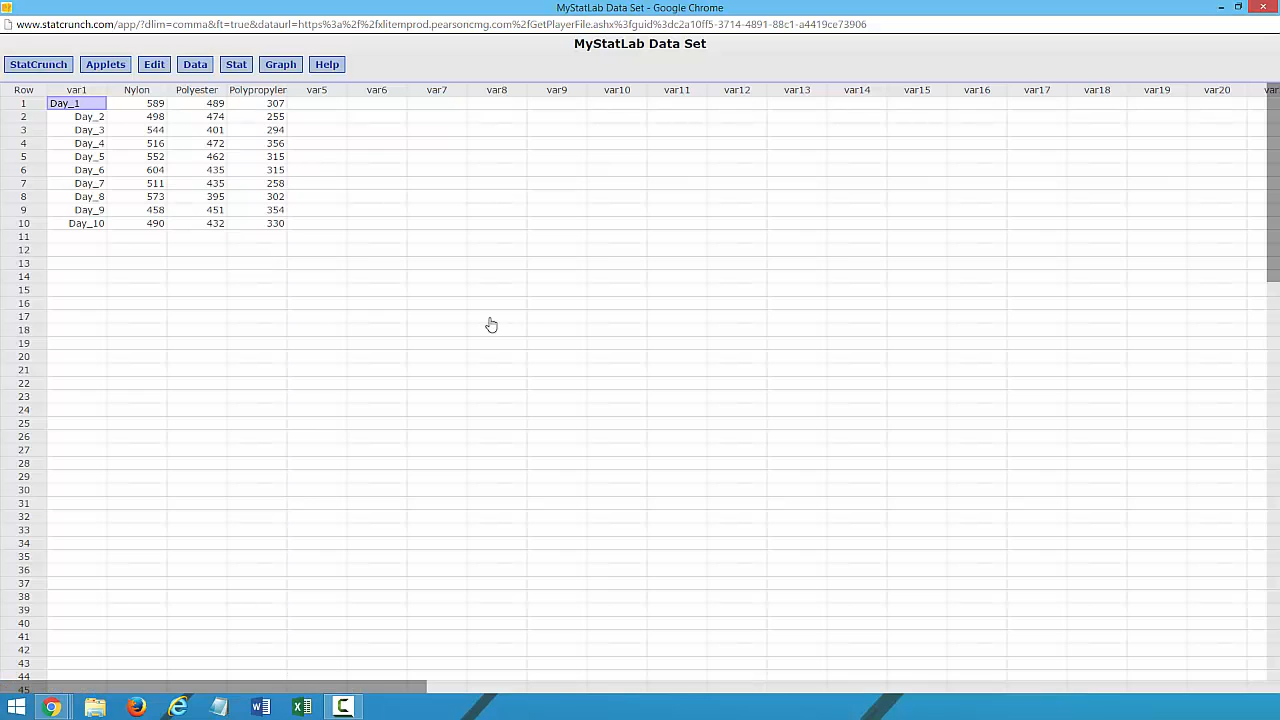 MyStatLab Data Set - Google Chrome
www.statcrunch.com/app/?dlim=comma&ft=true&dataurl=https%3a%2f%2fxlitemprod.pearsoncmg.com%2fGetPlayerFile.ashx%3fguid%3dc2a10ff5-3714-4891-88c1-a4419ce73906
MyStatLab Data Set
StatCrunch Applets Edit Data Stat Graph Help
Row var1 Nylon Polyester Polypropyler var5 var6 var7 var8 var9 var10 var11 var12 var13 var14 var15 var16 var17 var18 var19 var20 var
1 Day_1 589 489 307
2 Day_2 498 474 255
3 Day_3 544 401 294
4 Day_4 516 472 356
5 Day_5 552 462 315
6 Day_6 604 435 315
7 Day_7 511 435 258
8 Day_8 573 395 302
9 Day_9 458 451 354
10 Day_10 490 432 330
11
12
13
14
15
16
17
18
19
20
21
22
23
24
25
26
27
28
29
30
31
32
33
34
35
36
37
38
39
40
41
42
43
44
45